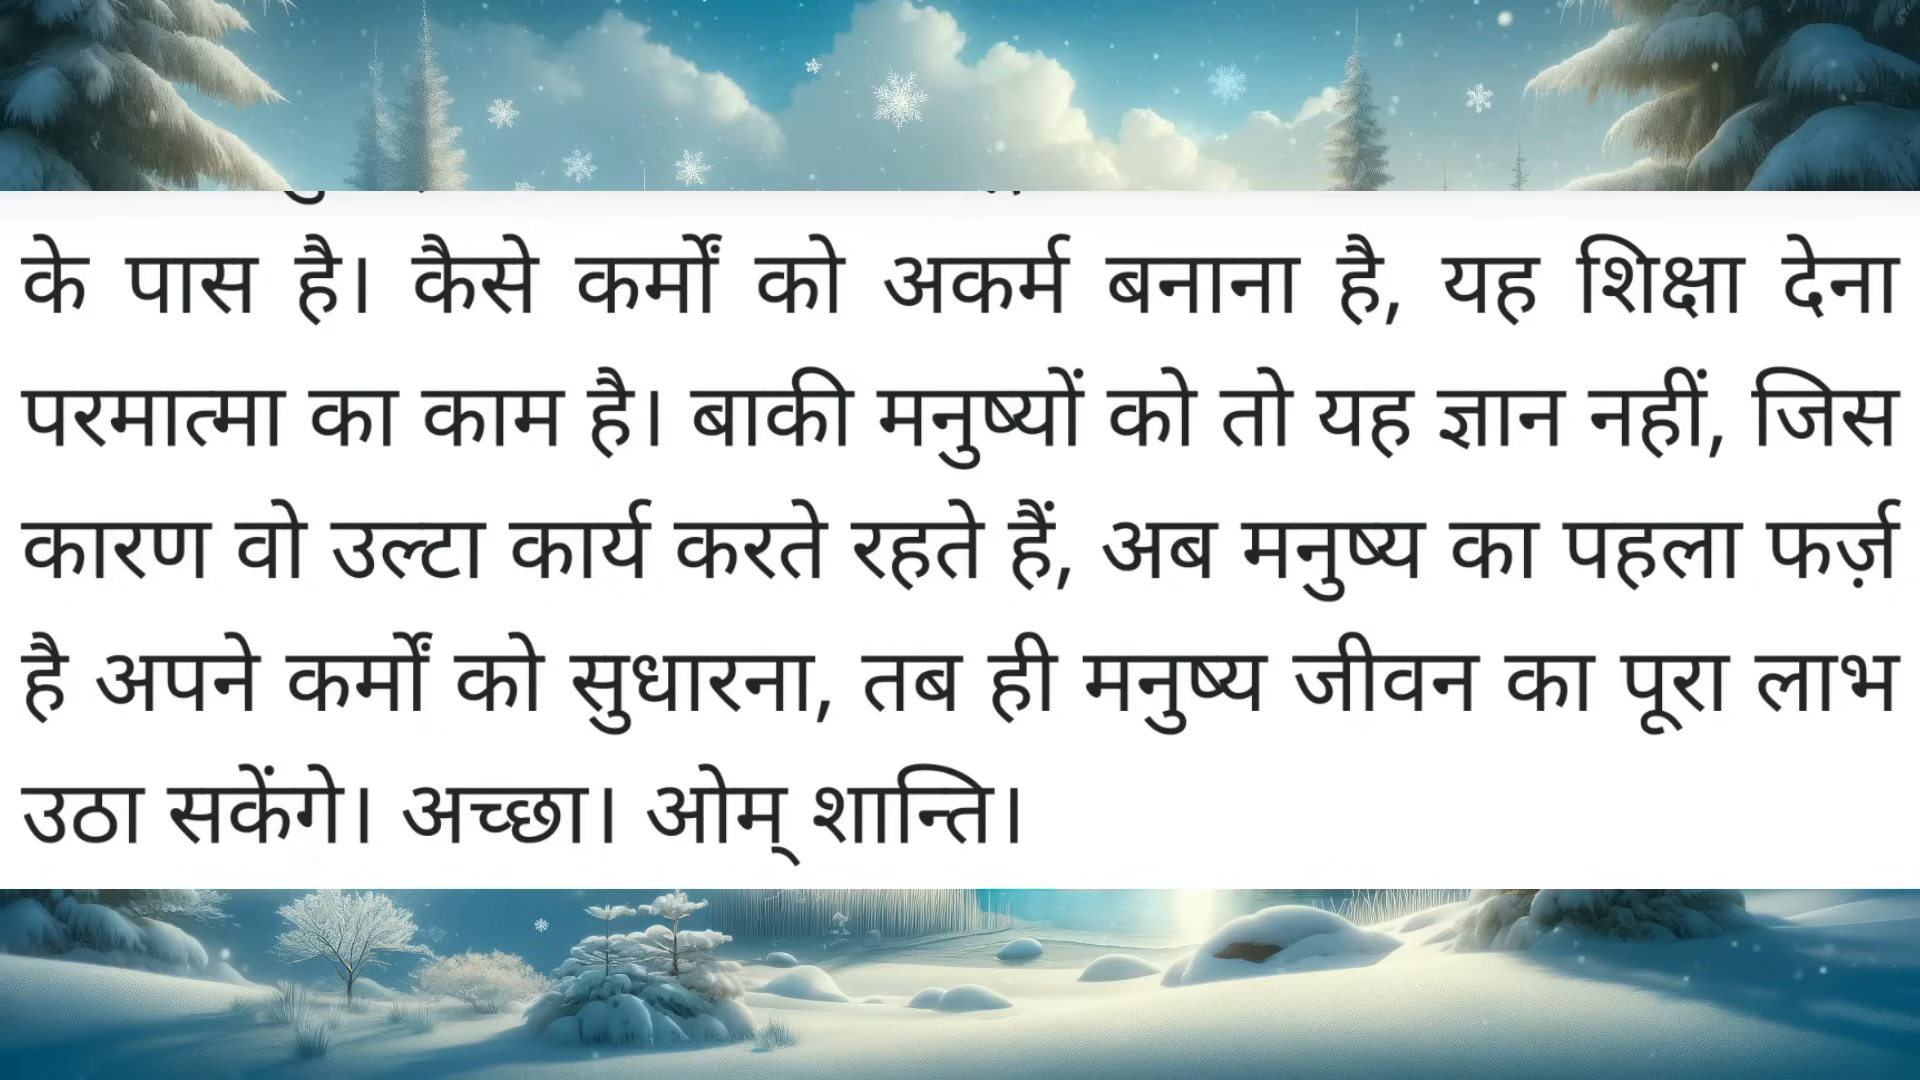 के पास है। कैसे कर्मों को अकर्म बनाना है, यह शिक्षा देना
परमात्मा का काम है। बाकी मनुष्यों को तो यह ज्ञान नहीं, जिस
कारण वो उल्टा कार्य करते रहते हैं, अब मनुष्य का पहला फर्ज़
है अपने कर्मों को सुधारना, तब ही मनुष्य जीवन का पूरा लाभ
उठा सकेंगे। अच्छा। ओम् शान्ति।